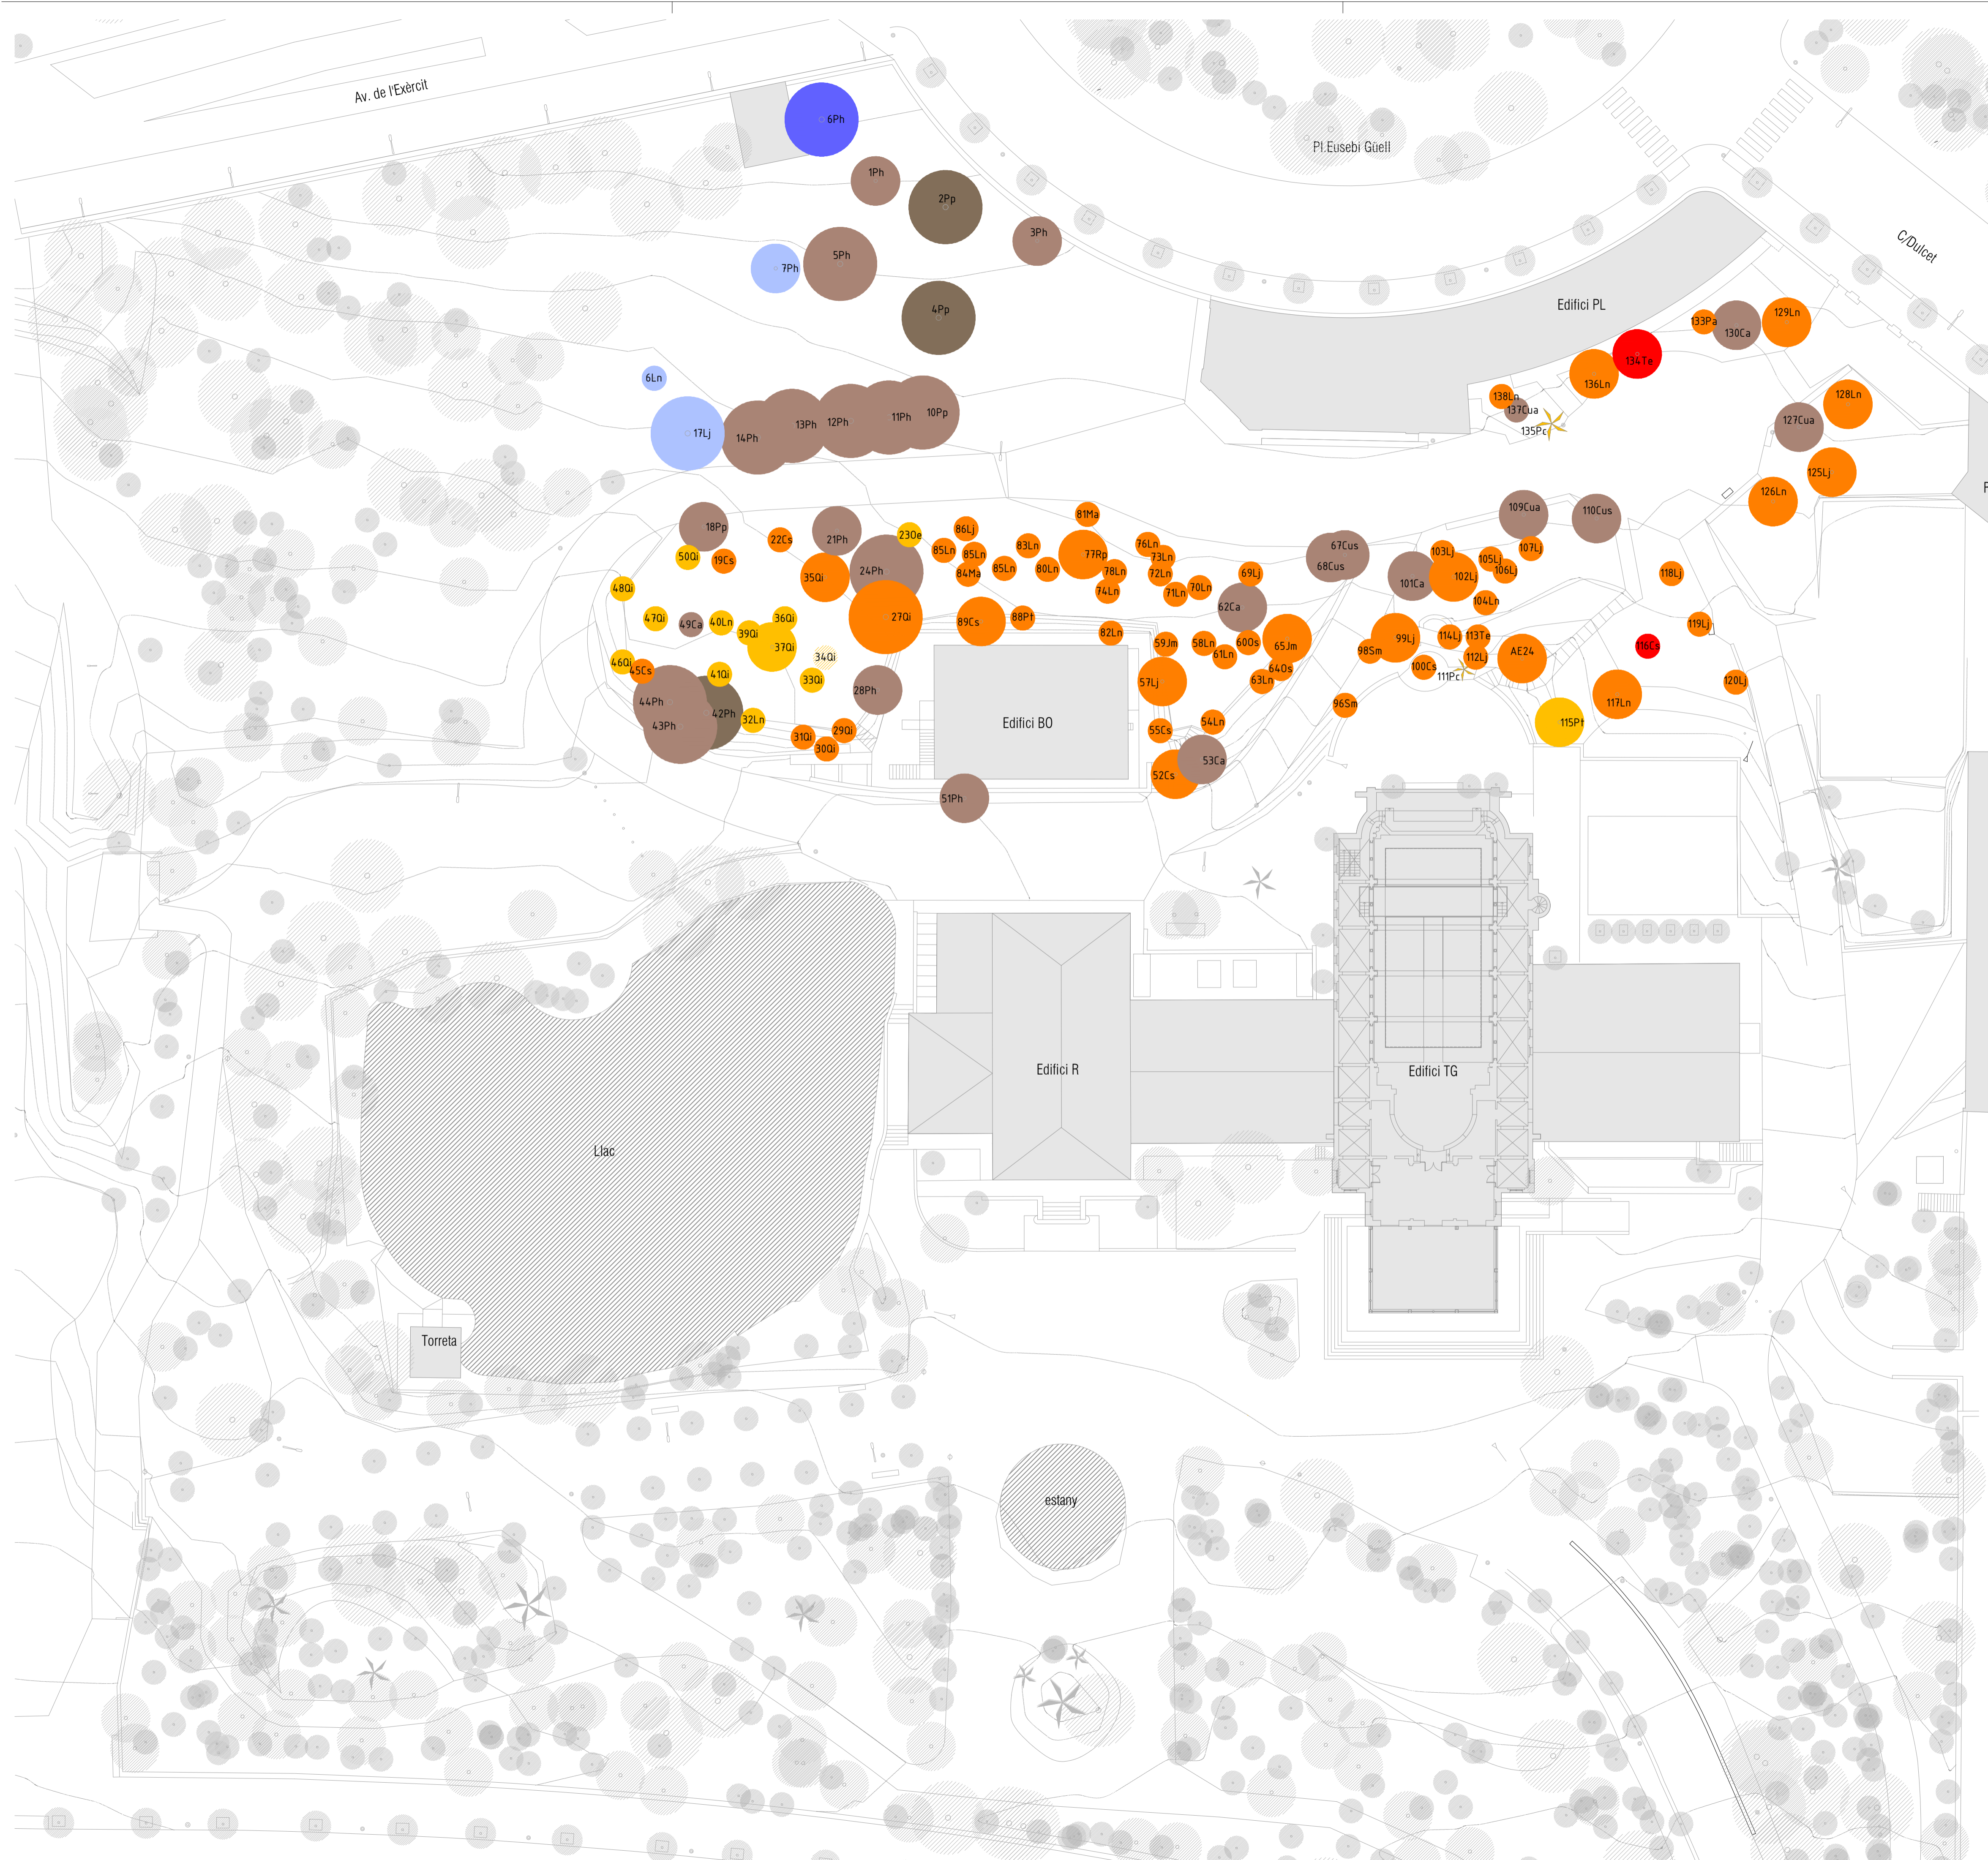 Av. de l'Exèrcit
6Ph
Pl.Eusebi Güell
1Ph
2Pp
3Ph
C/Dulcet
5Ph
7Ph
4Pp
Edifici PL
133Pa
130Ca
129Ln
134Te
136Ln
6Ln
138Ln
137Cua
135Pc
128Ln
127Cua
17Lj
14Ph
13Ph
12Ph
11Ph
10Pp
125Lj
126Ln
18Pp
22Cs
21Ph
23Oe
86Lj
81Ma
109Cua
110Cus
50Qi
19Cs
85Ln
85Ln
83Ln
77Rp
76Ln
73Ln
67Cus
68Cus
103Lj
105Lj
107Lj
106Lj
24Ph
35Qi
84Ma
85Ln
80Ln
78Ln
72Ln
69Lj
101Ca
102Lj
118Lj
48Qi
74Ln
71Ln
70Ln
104Ln
47Qi
49Ca
40Ln
39Qi
36Qi
37Qi
27Qi
89Cs
88Pf
82Ln
62Ca
119Lj
59Jm
58Ln
60Os
61Ln
65Jm
99Lj
98Sm
114Lj
113Te
112Lj
AE24
116Cs
34Qi
46Qi
45Cs
41Qi
33Qi
64Os
63Ln
100Cs
111Pc
28Ph
57Lj
120Lj
44Ph
43Ph
42Ph
32Ln
96Sm
117Ln
Edifici BO
54Ln
55Cs
115Pt
31Qi
29Qi
30Qi
53Ca
52Cs
51Ph
Edifici R
Edifici TG
Llac
Torreta
estany